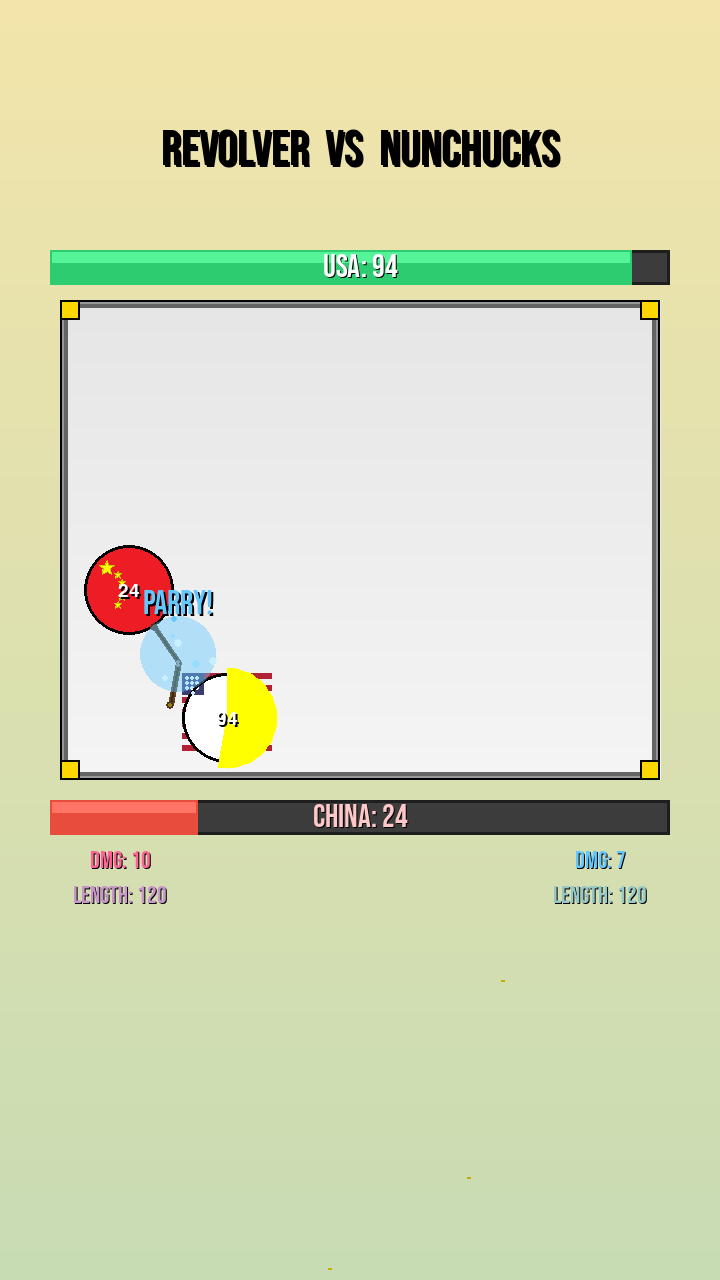 REVOLVER VS NUNCHUCKS
USA: 94
24
PARRY!
94
CHINA: 24
DMG: 10
DMG: 7
LENGTH: 120
LENGTH: 120